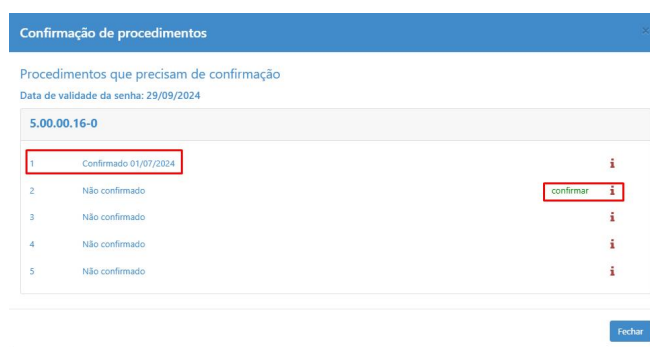 Confirmação de procedimentos
Procedimentos que precisam de confirmação
Data de validade da senha: 29/09/2024
5.00.00.16-0
1 Confirmado 01/07/2024 i
2 Não confirmado confirmar i
3 Não confirmado i
4 Não confirmado i
5 Não confirmado i
Fechar